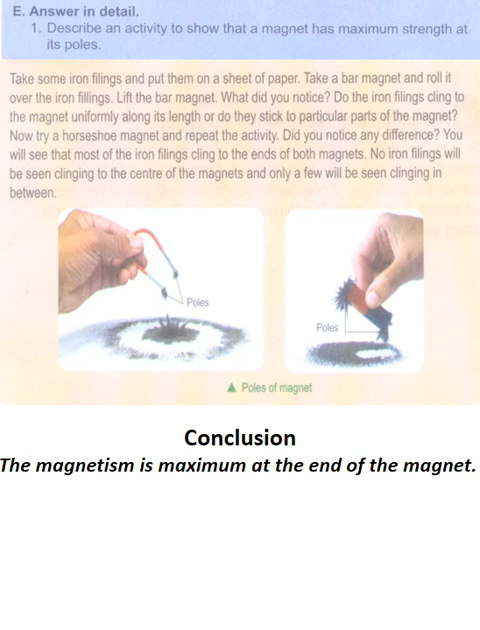 E. Answer in detail.
1. Describe an activity to show that a magnet has maximum strength at
its poles.
Take some iron filings and put them on a sheet of paper. Take a bar magnet and roll it
over the iron fillings. Lift the bar magnet. What did you notice? Do the iron filings cling to
the magnet uniformly along its length or do they stick to particular parts of the magnet?
Now try a horseshoe magnet and repeat the activity. Did you notice any difference? You
will see that most of the iron filings cling to the ends of both magnets. No iron filings will
be seen clinging to the centre of the magnets and only a few will be seen clinging in
between.
Poles
Poles
▲ Poles of magnet
Conclusion
The magnetism is maximum at the end of the magnet.